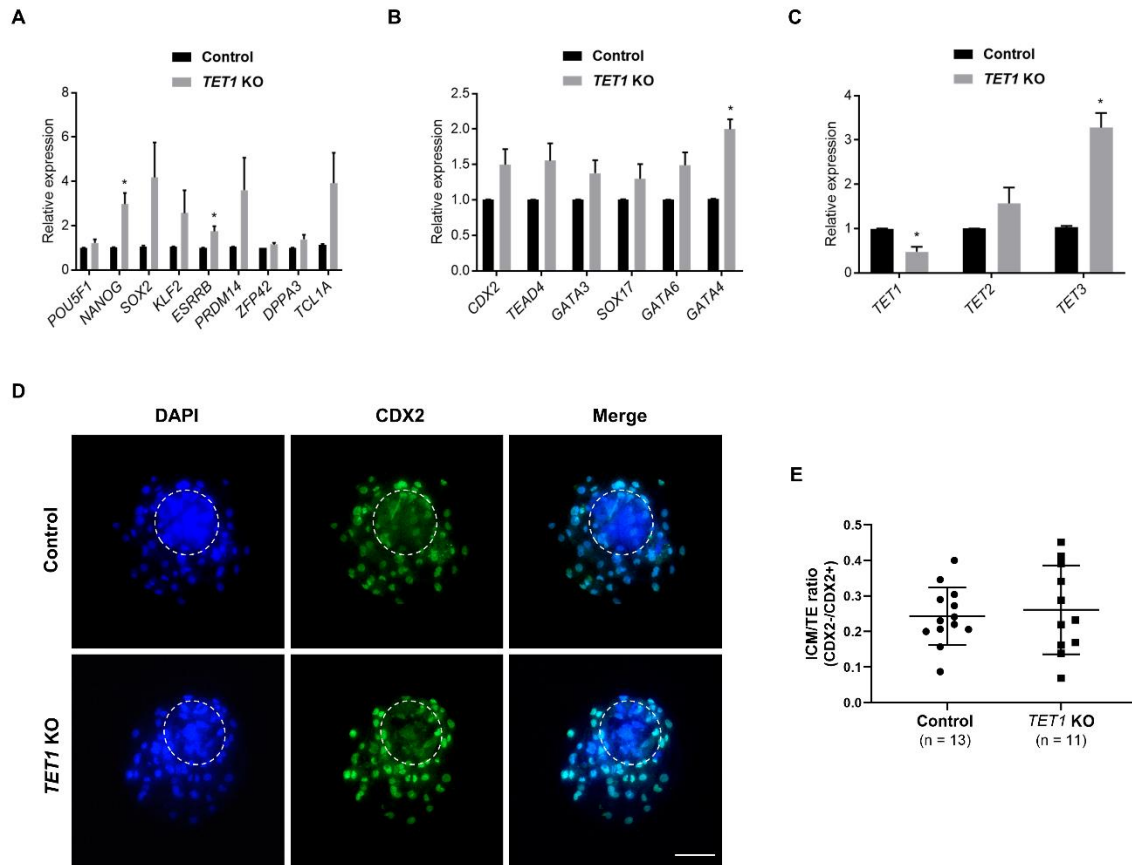 A
Control
TET1 KO
Relative expression
8
6
4
2
0
POU5F1
NANOG
SOX2
KLF2
ESRRB
PRDM14
ZFP42
DPPA3
TCL1A
*
*
B
Control
TET1 KO
Relative expression
2.5
2.0
1.5
1.0
0.5
0.0
CDX2
TEAD4
GATA3
SOX17
GATA6
GATA4
*
C
Control
TET1 KO
Relative expression
4
3
2
1
0
TET1
TET2
TET3
*
*
D
DAPI
CDX2
Merge
Control
TET1 KO
E
ICM/TE ratio
(CDX2-/CDX2+)
0.5
0.4
0.3
0.2
0.1
0.0
Control
(n = 13)
TET1 KO
(n = 11)